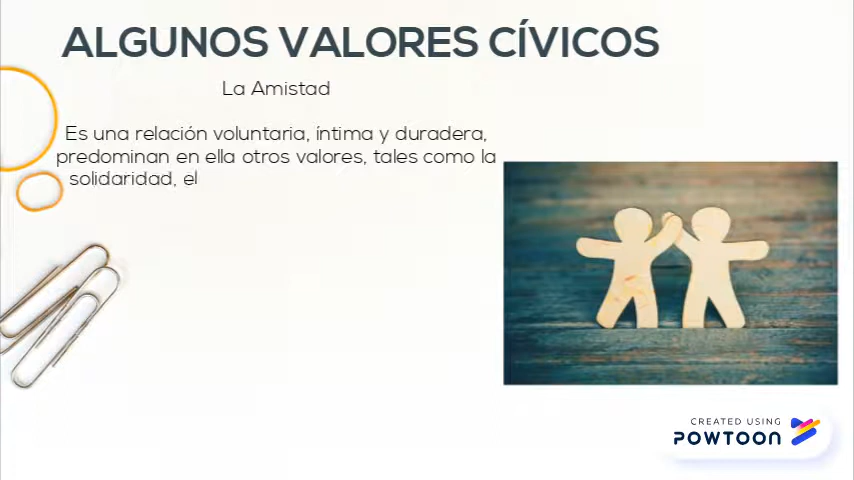 ALGUNOS VALORES CÍVICOS
La Amistad
Es una relación voluntaria, íntima y duradera,
predominan en ella otros valores, tales como la
solidaridad, el
CREATED USING
POWTOON